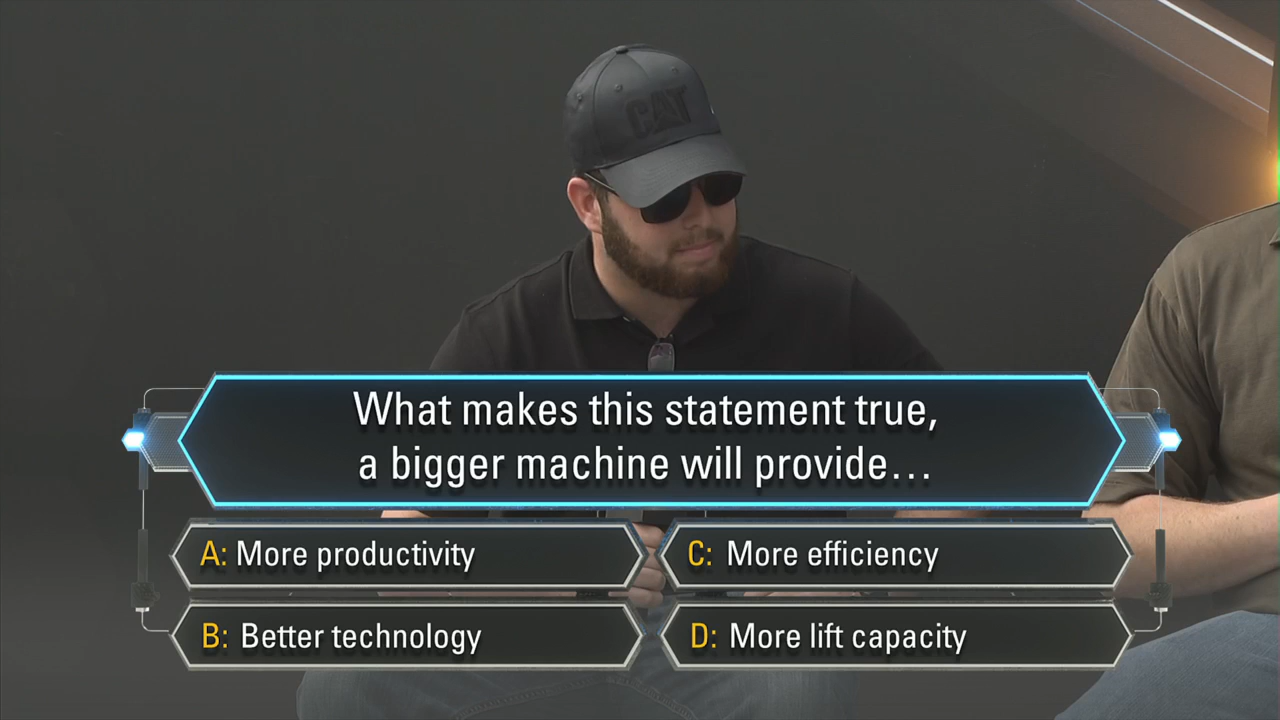 CAT
What makes this statement true,
a bigger machine will provide...
A: More productivity
C: More efficiency
B: Better technology
D: More lift capacity